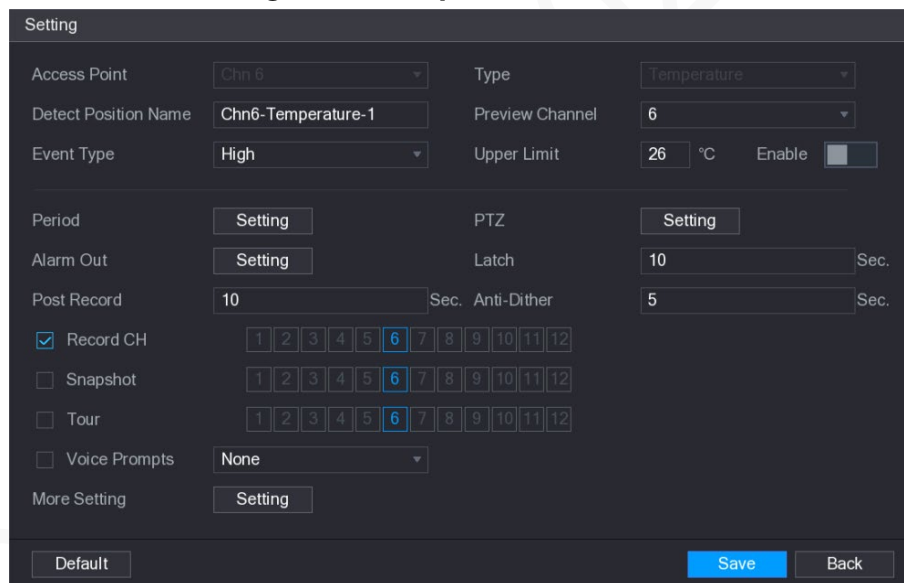 Setting
Access Point Chn 6 Type Temperature
Detect Position Name Chn6-Temperature-1 Preview Channel 6
Event Type High Upper Limit 26 °C Enable
Period Setting PTZ Setting
Alarm Out Setting Latch 10 Sec.
Post Record 10 Sec. Anti-Dither 5 Sec.
Record CH 1 2 3 4 5 6 7 8 9 10 11 12
Snapshot 1 2 3 4 5 6 7 8 9 10 11 12
Tour 1 2 3 4 5 6 7 8 9 10 11 12
Voice Prompts None
More Setting Setting
Default Save Back